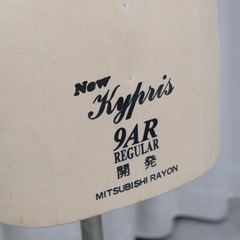 New
Kypris
9AR
REGULAR
開発
MITSUBISHI RAYON